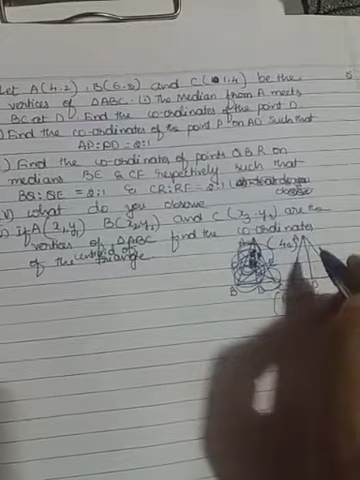 Let A(4,2), B(6,5) and C(1,4) be the
vertices of ΔABC. (i) The Median from A meets
BC at D. Find the co-ordinates of the point D
) Find the co-ordinates of the point P on AD such that
AP:PD = 2:1
) Find the co-ordinates of points Q & R on
medians BE & CF respectively such that
BQ:QE = 2:1 & CR:RF = 2:1
v) what do you observe
) if A(x₁,y₁) B(x₂,y₂) and C(x₃,y₃) are the
vertices of ΔABC find the co-ordinates
of the centroid of triangle.
B D
D